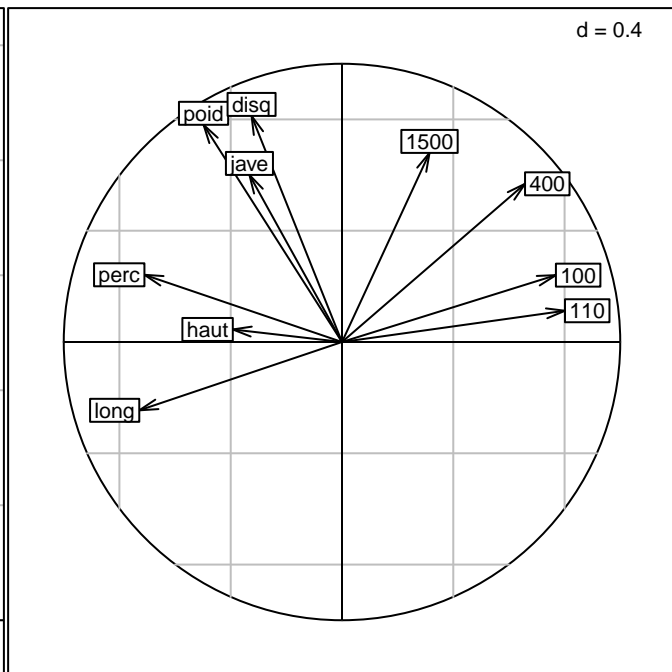 d = 0.4
disq
poid
1500
jave
400
perc
100
110
haut
long